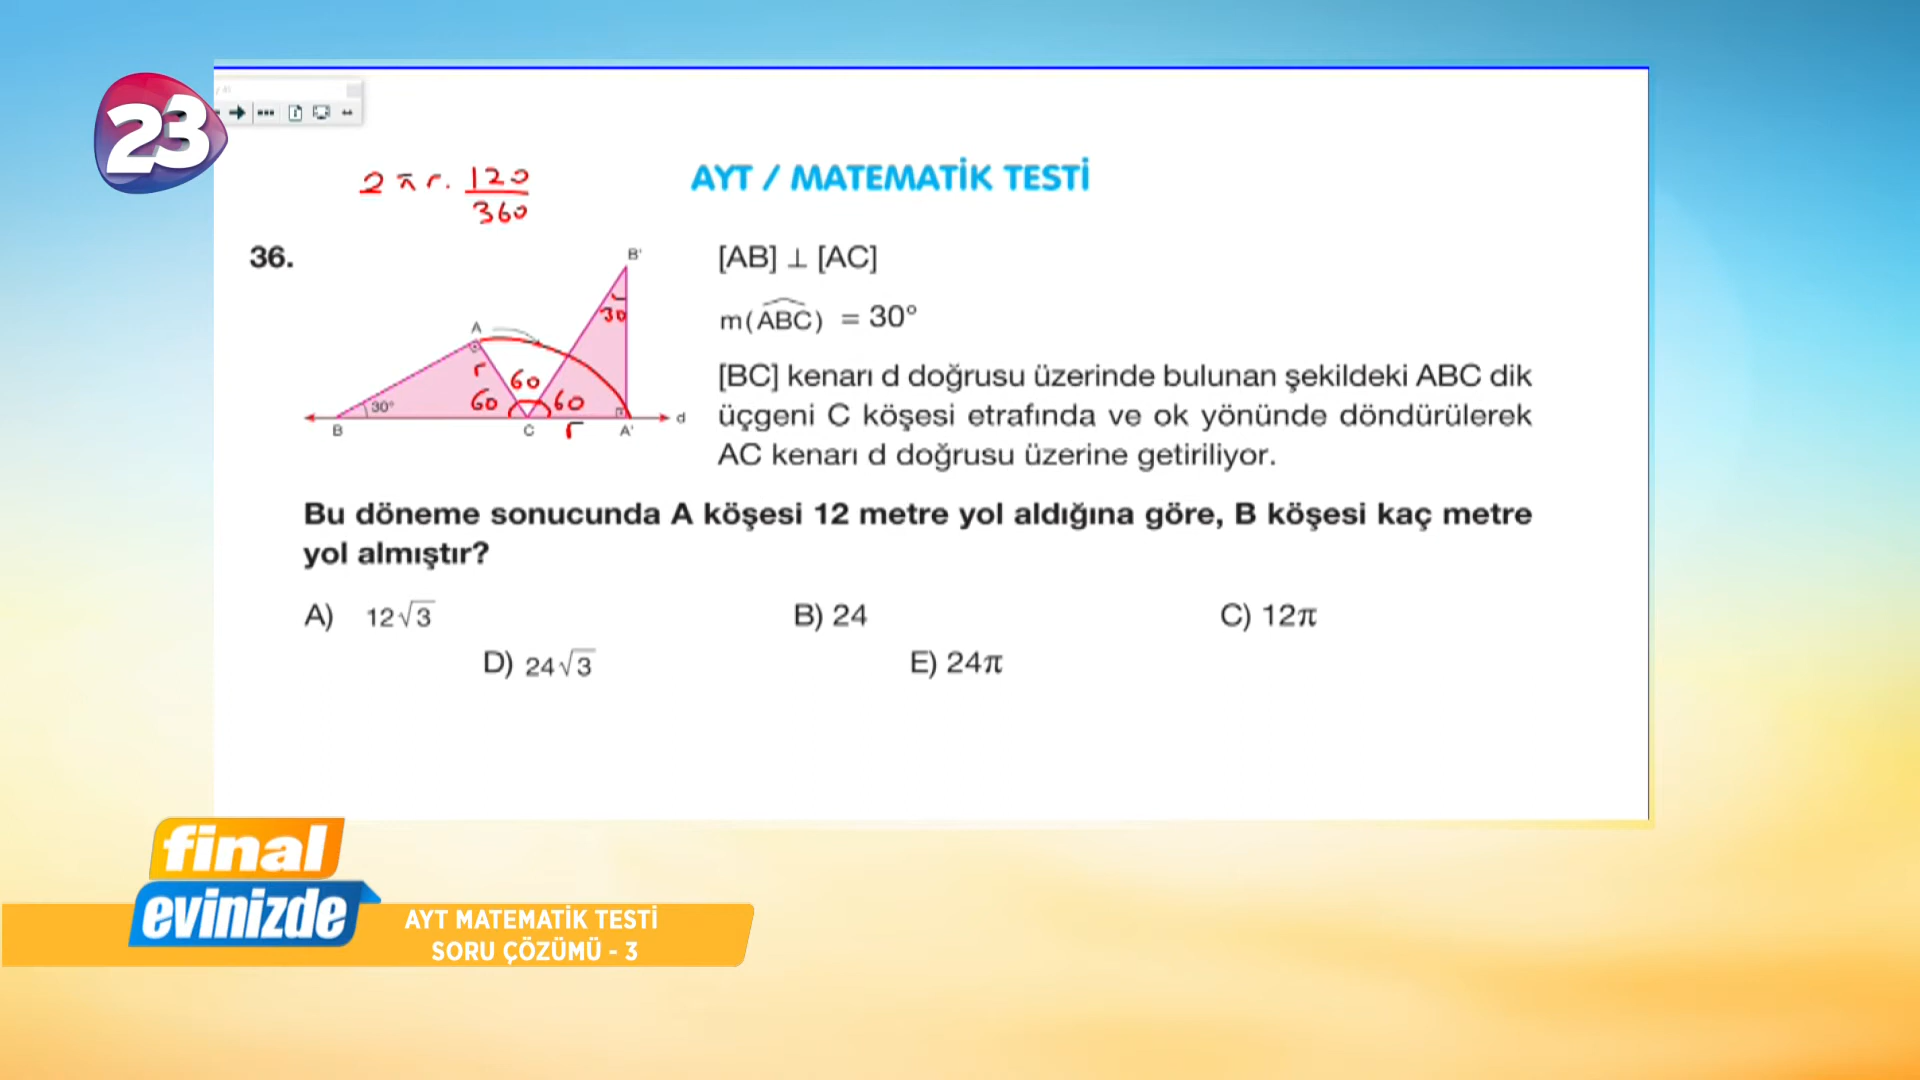 23
2πr. 120/360
AYT / MATEMATİK TESTİ
36.
[AB] ⊥ [AC]
m(ABC) = 30°
[BC] kenarı d doğrusu üzerinde bulunan şekildeki ABC dik
üçgeni C köşesi etrafında ve ok yönünde döndürülerek
AC kenarı d doğrusu üzerine getiriliyor.
B'
30
A
r
60
60
60
30°
B
C
r
A'
d
Bu döneme sonucunda A köşesi 12 metre yol aldığına göre, B köşesi kaç metre
yol almıştır?
A) 12√3
B) 24
C) 12π
D) 24√3
E) 24π
final
evinizde
AYT MATEMATİK TESTİ
SORU ÇÖZÜMÜ - 3